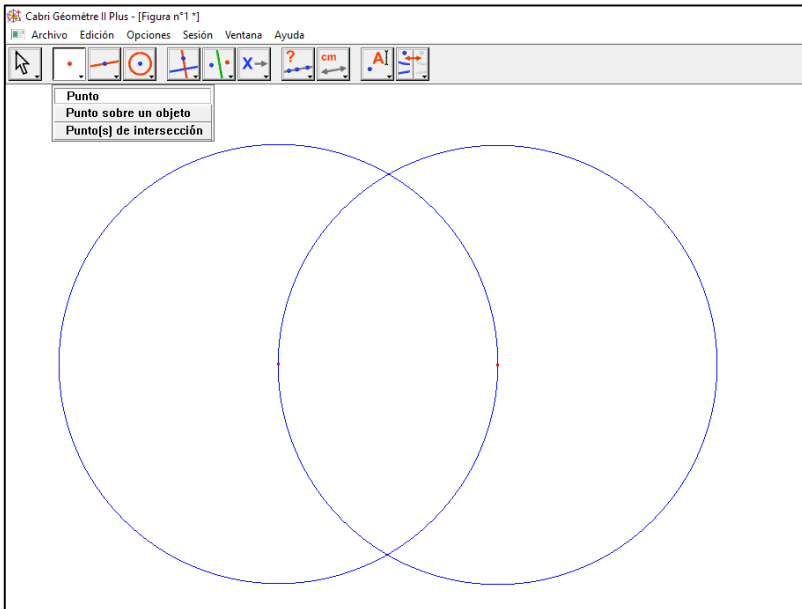 Cabri Géomètre II Plus - [Figura n°1 *]
Archivo Edición Opciones Sesión Ventana Ayuda
X
?
cm
A
Punto
Punto sobre un objeto
Punto(s) de intersección